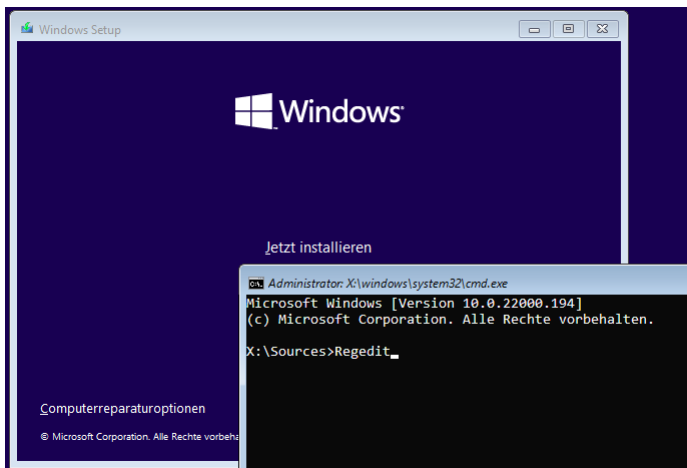 Windows Setup
Windows
Jetzt installieren
Administrator: X:\windows\system32\cmd.exe
Microsoft Windows [Version 10.0.22000.194]
(c) Microsoft Corporation. Alle Rechte vorbehalten.
X:\Sources>Regedit
Computerreparaturoptionen
© Microsoft Corporation. Alle Rechte vorbeha